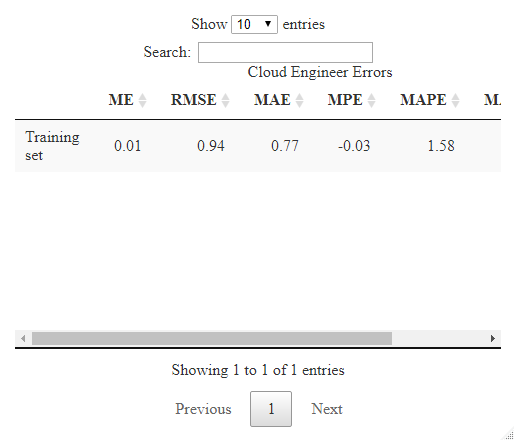 Show 10 entries
Search:
Cloud Engineer Errors
ME RMSE MAE MPE MAPE
Training set 0.01 0.94 0.77 -0.03 1.58
Showing 1 to 1 of 1 entries
Previous 1 Next